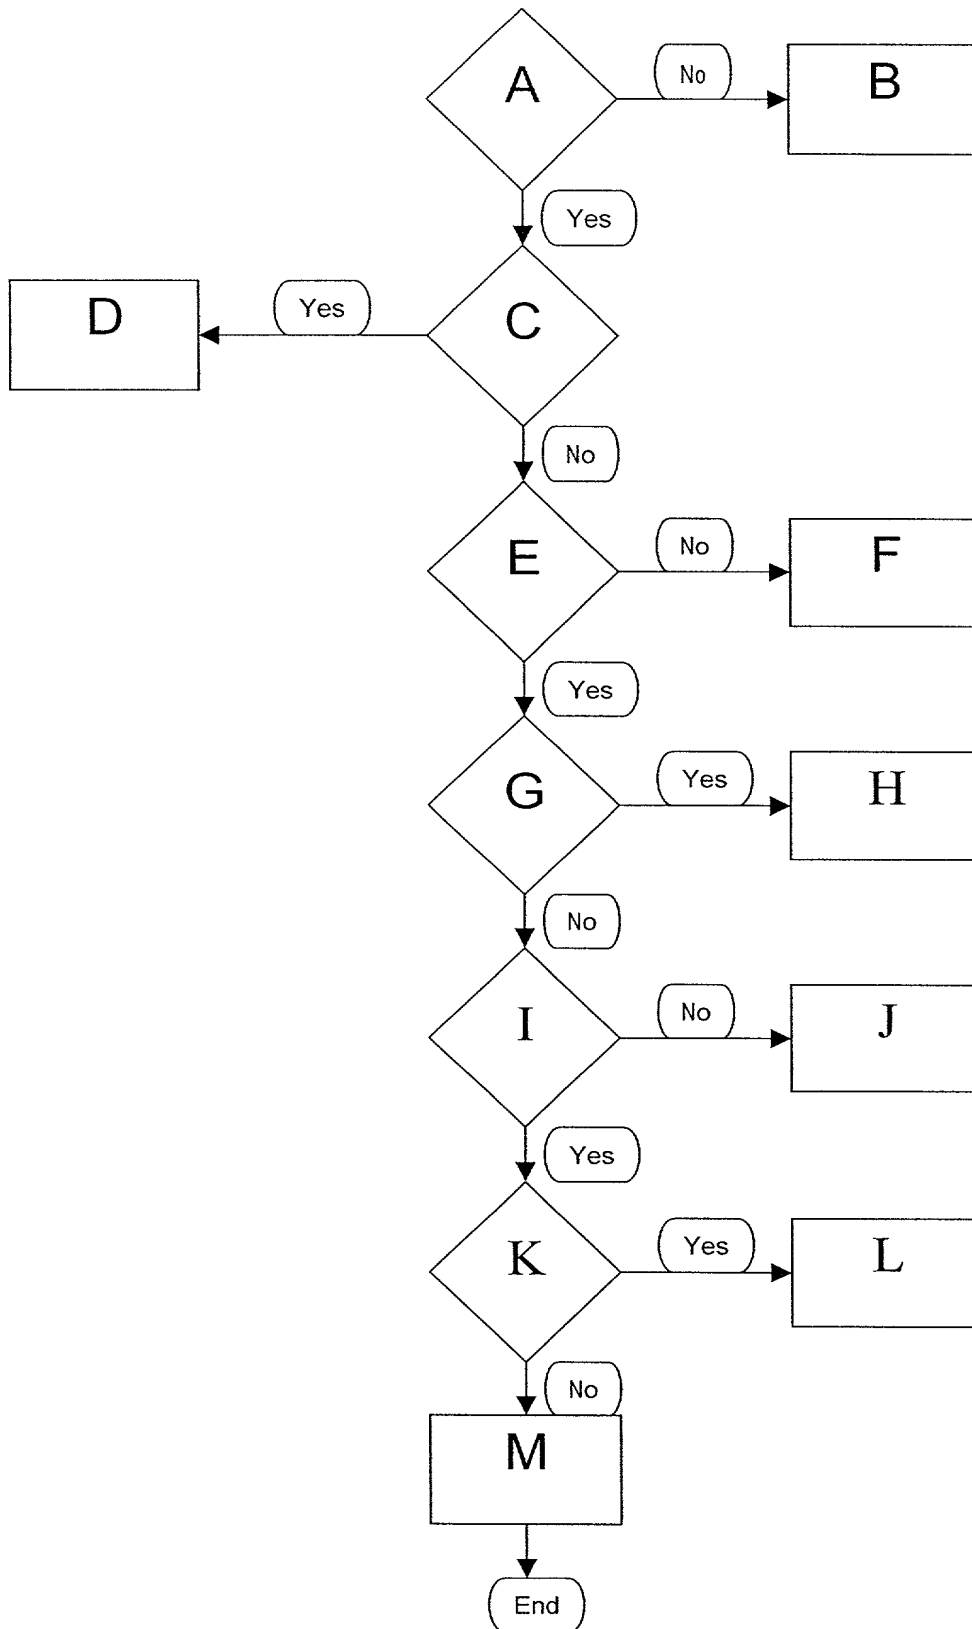 A
No
B
Yes
D
Yes
C
No
E
No
F
Yes
G
Yes
H
No
I
No
J
Yes
K
Yes
L
No
M
End